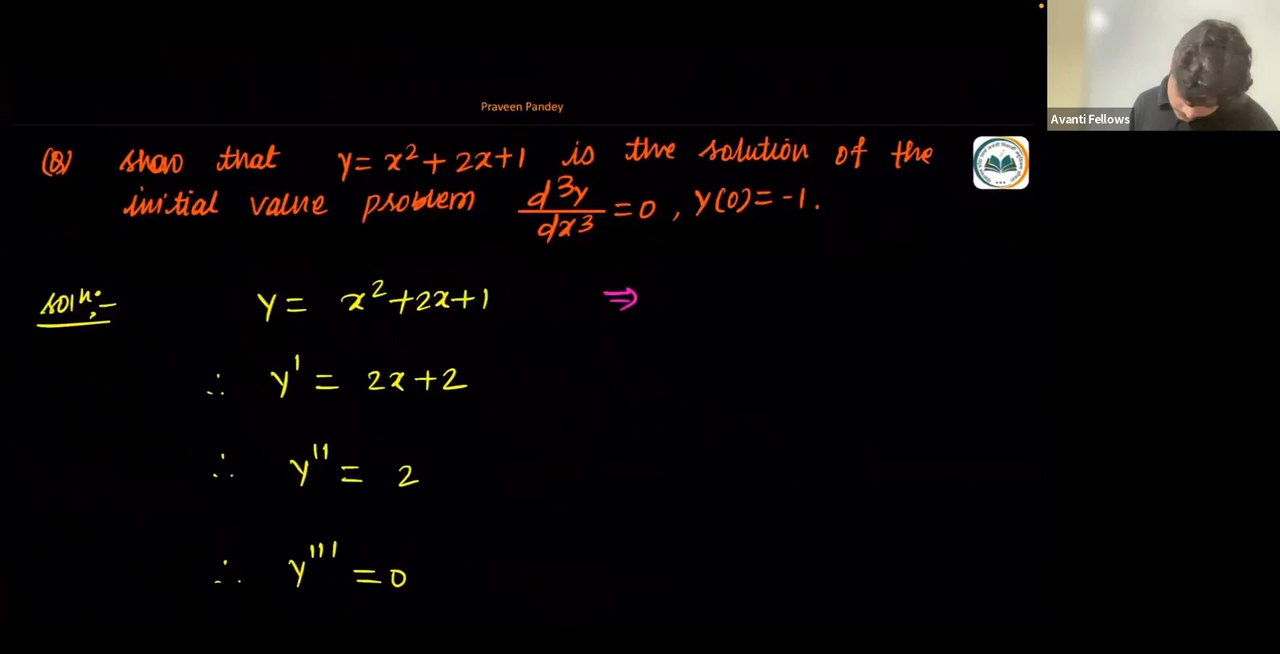 Praveen Pandey
Avanti Fellows
(Q) show that y = x² + 2x + 1 is the solution of the
initial value problem d³y/dx³ = 0, y(0) = -1.
soln:- y = x² + 2x + 1 ⇒
∴ y' = 2x + 2
∴ y'' = 2
∴ y''' = 0